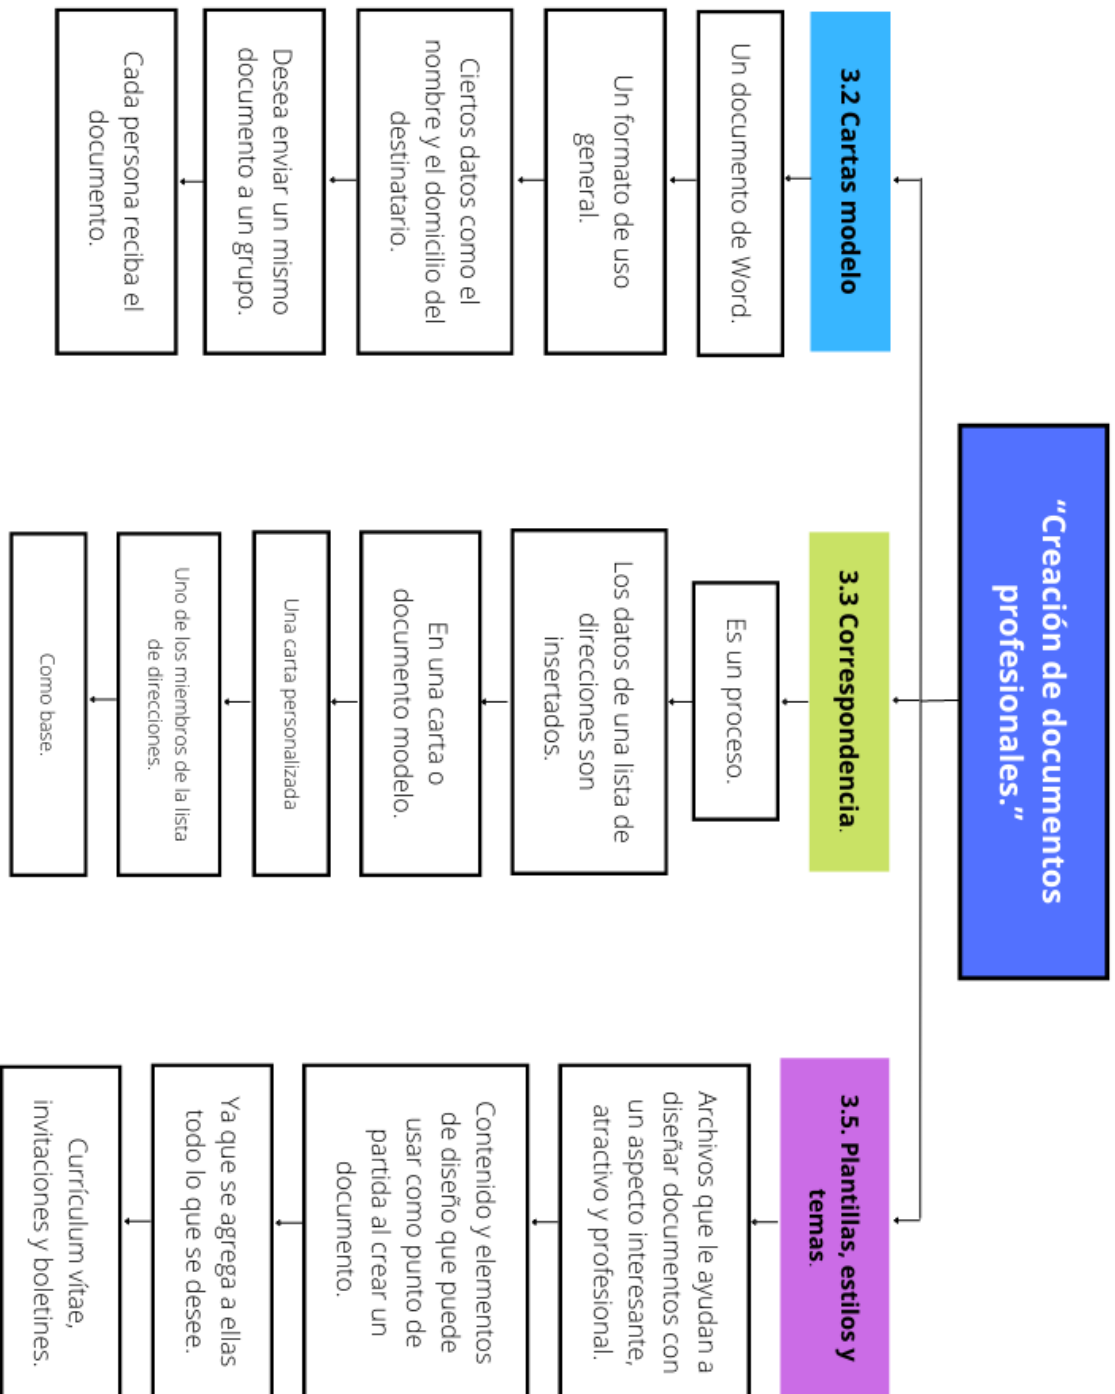 “Creación de documentos
profesionales.”
3.2 Cartas modelo
Un documento de Word.
Un formato de uso
general.
Ciertos datos como el
nombre y el domicilio del
destinatario.
Desea enviar un mismo
documento a un grupo.
Cada persona reciba el
documento.
3.3 Correspondencia.
Es un proceso.
Los datos de una lista de
direcciones son
insertados.
En una carta o
documento modelo.
Una carta personalizada
Uno de los miembros de la lista
de direcciones.
Como base.
3.5. Plantillas, estilos y
temas.
Archivos que le ayudan a
diseñar documentos con
un aspecto interesante,
atractivo y profesional.
Contenido y elementos
de diseño que puede
usar como punto de
partida al crear un
documento.
Ya que se agrega a ellas
todo lo que se desee.
Currículum vítae,
invitaciones y boletines.